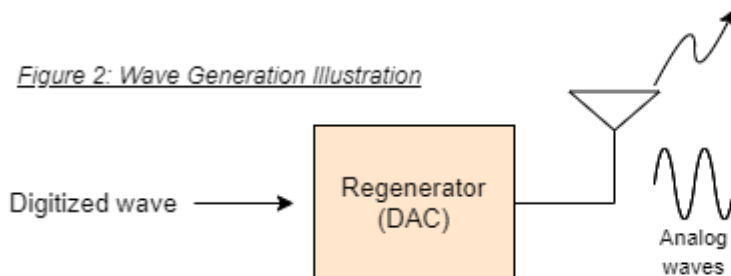 Figure 2: Wave Generation Illustration
Digitized wave
Regenerator
(DAC)
Analog
waves